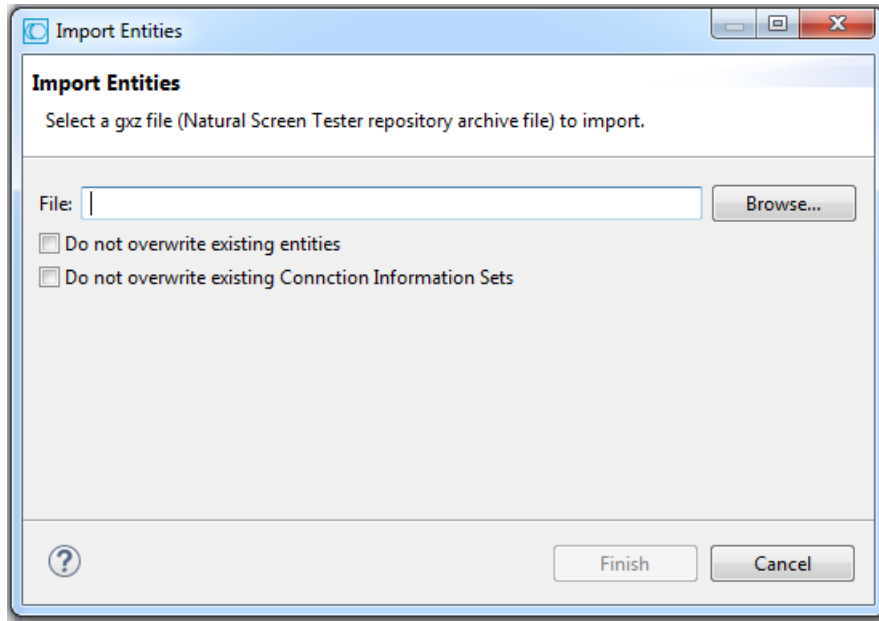 Import Entities
Import Entities
Select a gxz file (Natural Screen Tester repository archive file) to import.
File: Browse...
Do not overwrite existing entities
Do not overwrite existing Connction Information Sets
? Finish Cancel